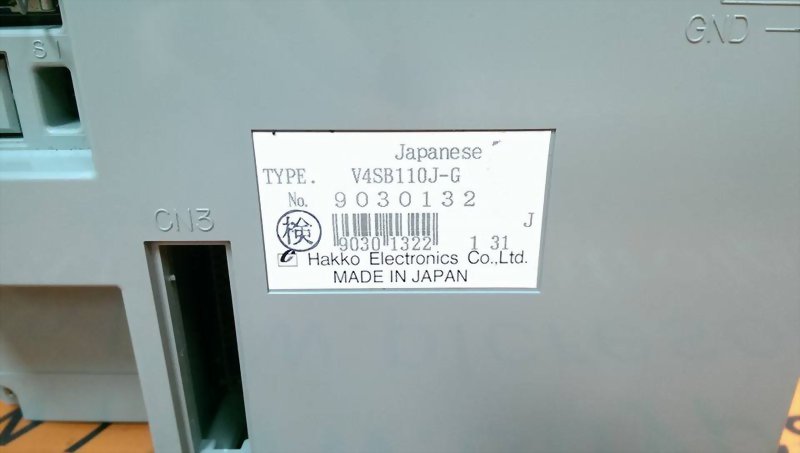 S1
GND
Japanese
TYPE. V4SB110J-G
No. 9030132
検
J
9030 1322 1 31
C Hakko Electronics Co.,Ltd.
MADE IN JAPAN
CN3